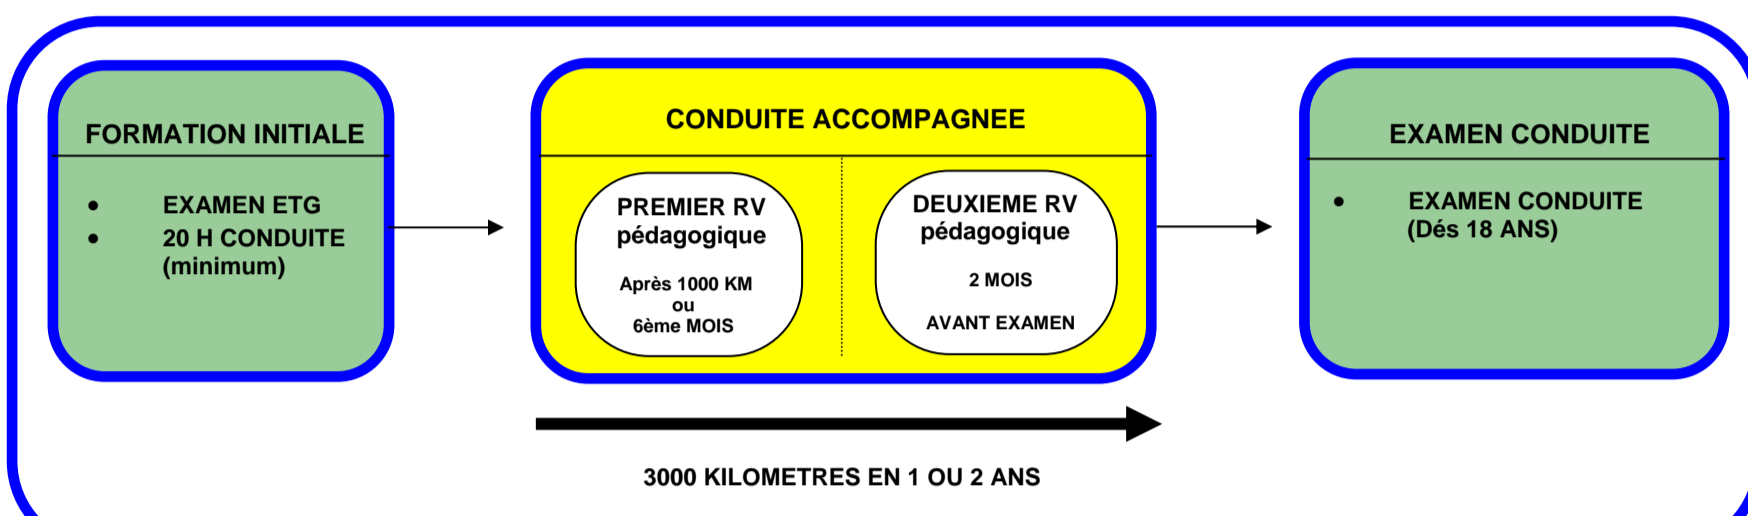 FORMATION INITIALE
• EXAMEN ETG
• 20 H CONDUITE
(minimum)
CONDUITE ACCOMPAGNEE
PREMIER RV
pédagogique
Après 1000 KM
ou
6ème MOIS
DEUXIEME RV
pédagogique
2 MOIS
AVANT EXAMEN
3000 KILOMETRES EN 1 OU 2 ANS
EXAMEN CONDUITE
• EXAMEN CONDUITE
(Dés 18 ANS)